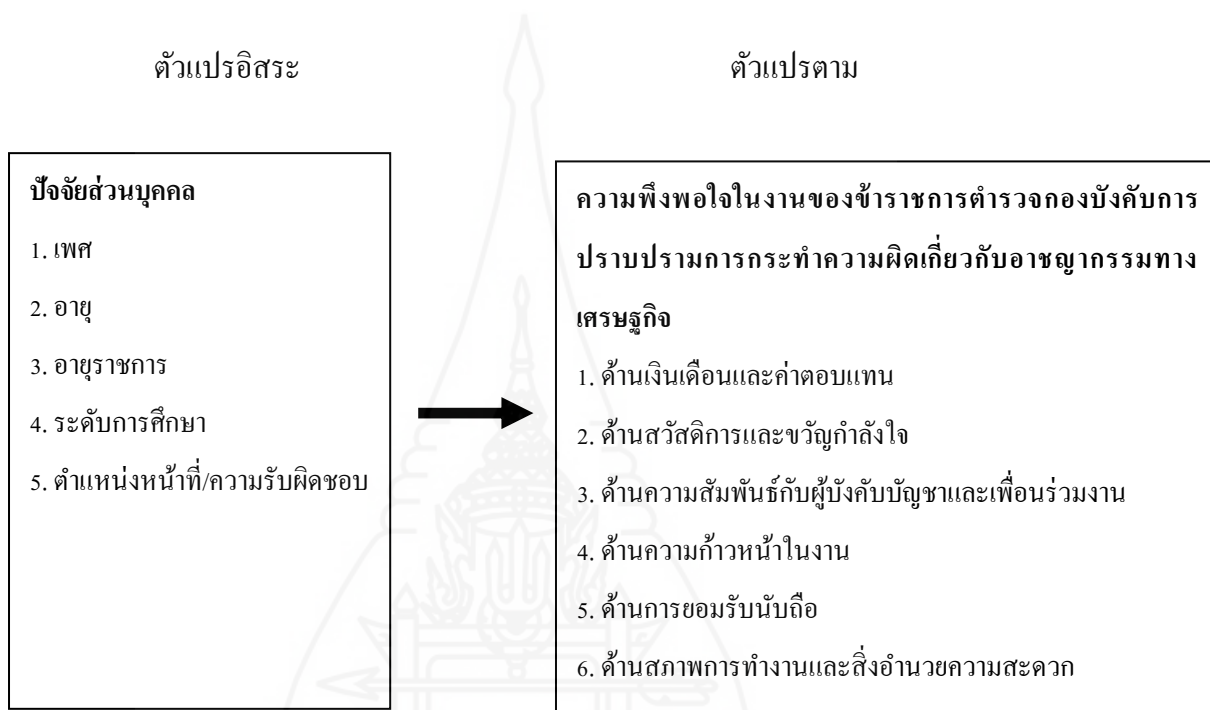 ตัวแปรอิสระ
ตัวแปรตาม
ปัจจัยส่วนบุคคล
1. เพศ
2. อายุ
3. อายุราชการ
4. ระดับการศึกษา
5. ตำแหน่งหน้าที่/ความรับผิดชอบ
ความพึงพอใจในงานของข้าราชการตำรวจกองบังคับการ
ปราบปรามการกระทำความผิดเกี่ยวกับอาชญากรรมทาง
เศรษฐกิจ
1. ด้านเงินเดือนและค่าตอบแทน
2. ด้านสวัสดิการและขวัญกำลังใจ
3. ด้านความสัมพันธ์กับผู้บังคับบัญชาและเพื่อนร่วมงาน
4. ด้านความก้าวหน้าในงาน
5. ด้านการยอมรับนับถือ
6. ด้านสภาพการทำงานและสิ่งอำนวยความสะดวก